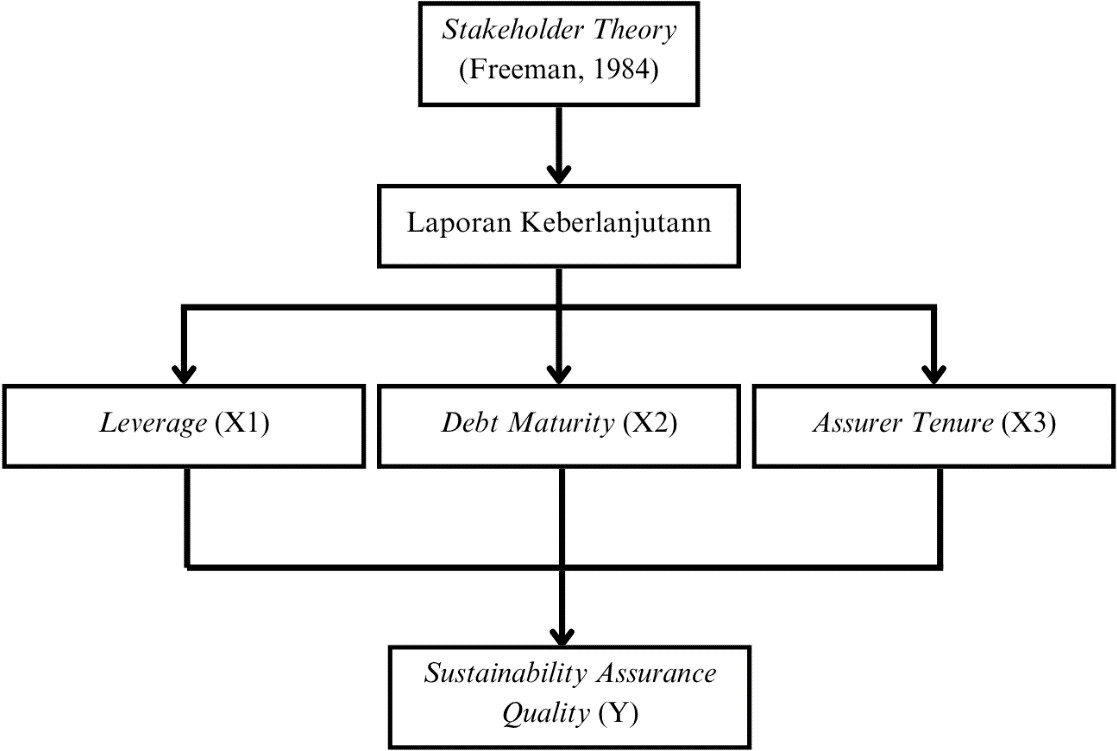 Stakeholder Theory
(Freeman, 1984)
Laporan Keberlanjutann
Leverage (X1)
Debt Maturity (X2)
Assurer Tenure (X3)
Sustainability Assurance
Quality (Y)